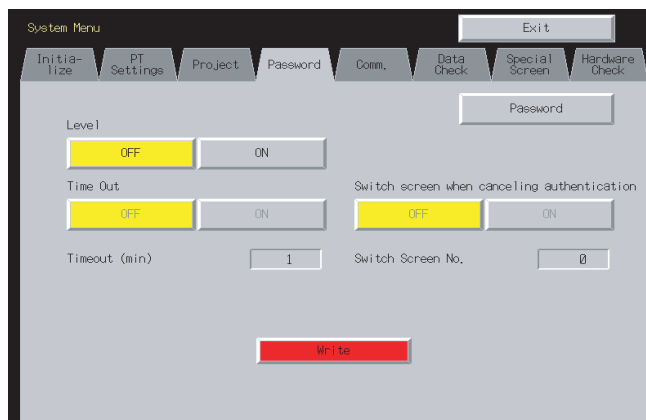 System Menu
Exit
Initia-
lize
PT
Settings
Project
Password
Comm.
Data
Check
Special
Screen
Hardware
Check
Password
Level
OFF
ON
Time Out
Switch screen when canceling authentication
OFF
ON
OFF
ON
Timeout (min)
1
Switch Screen No.
0
Write